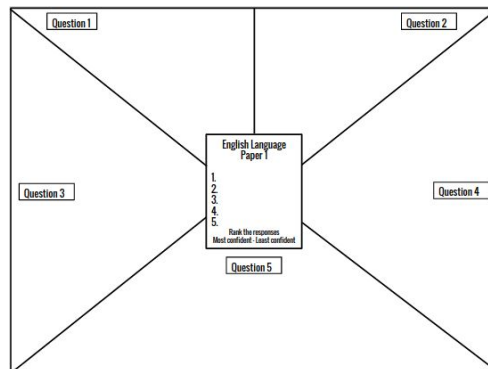 Question 1
Question 2
English Language
Paper 1
1.
2.
3.
4.
5.
Rank the responses
Most confident - Least confident
Question 3
Question 4
Question 5